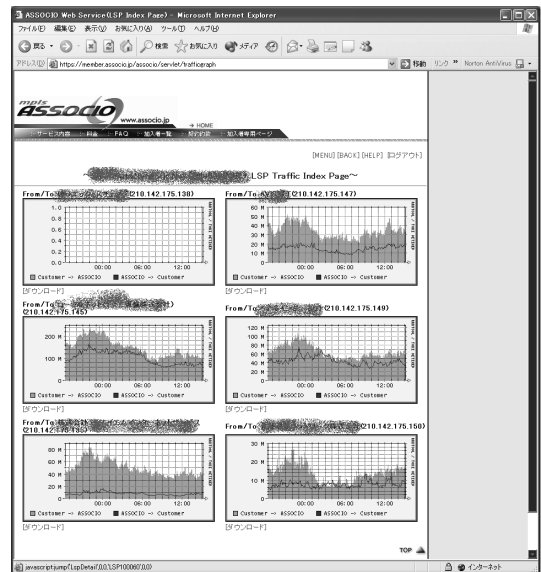 ASSOCIO Web Service(LSP Index Page) - Microsoft Internet Explorer
ファイル(F) 編集(E) 表示(V) お気に入り(A) ツール(T) ヘルプ(H)
戻る 検索 お気に入り メディア
アドレス(D) https://member.associo.jp/associo/servlet/trafficgraph 移動 リンク » Norton AntiVirus
mpls
ASSOCIO
www.associo.jp → HOME
サービス内容 料金 FAQ 加入者一覧 契約約款 加入者専用ページ
[MENU] [BACK] [HELP] [ログアウト]
LSP Traffic Index Page~
From/To (210.142.175.138)
1.0
0.8
0.6
0.4
0.2
0.0
00:00 06:00 12:00
Customer -> ASSOCIO ASSOCIO -> Customer
[ダウンロード]
From/To (210.142.175.147)
60 M
50 M
40 M
30 M
20 M
10 M
0
00:00 06:00 12:00
Customer -> ASSOCIO ASSOCIO -> Customer
[ダウンロード]
From/To
(210.142.175.145)
200 M
100 M
0
00:00 06:00 12:00
Customer -> ASSOCIO ASSOCIO -> Customer
[ダウンロード]
From/To (210.142.175.149)
120 M
100 M
80 M
60 M
40 M
20 M
0
00:00 06:00 12:00
Customer -> ASSOCIO ASSOCIO -> Customer
[ダウンロード]
From/To
(210.142.175.135)
80 M
60 M
40 M
20 M
0
00:00 06:00 12:00
Customer -> ASSOCIO ASSOCIO -> Customer
[ダウンロード]
From/To (210.142.175.150)
30 M
20 M
10 M
0
00:00 06:00 12:00
Customer -> ASSOCIO ASSOCIO -> Customer
[ダウンロード]
TOP
javascript:jump('LspDetail',0,0,'LSP100060',0,0) インターネット